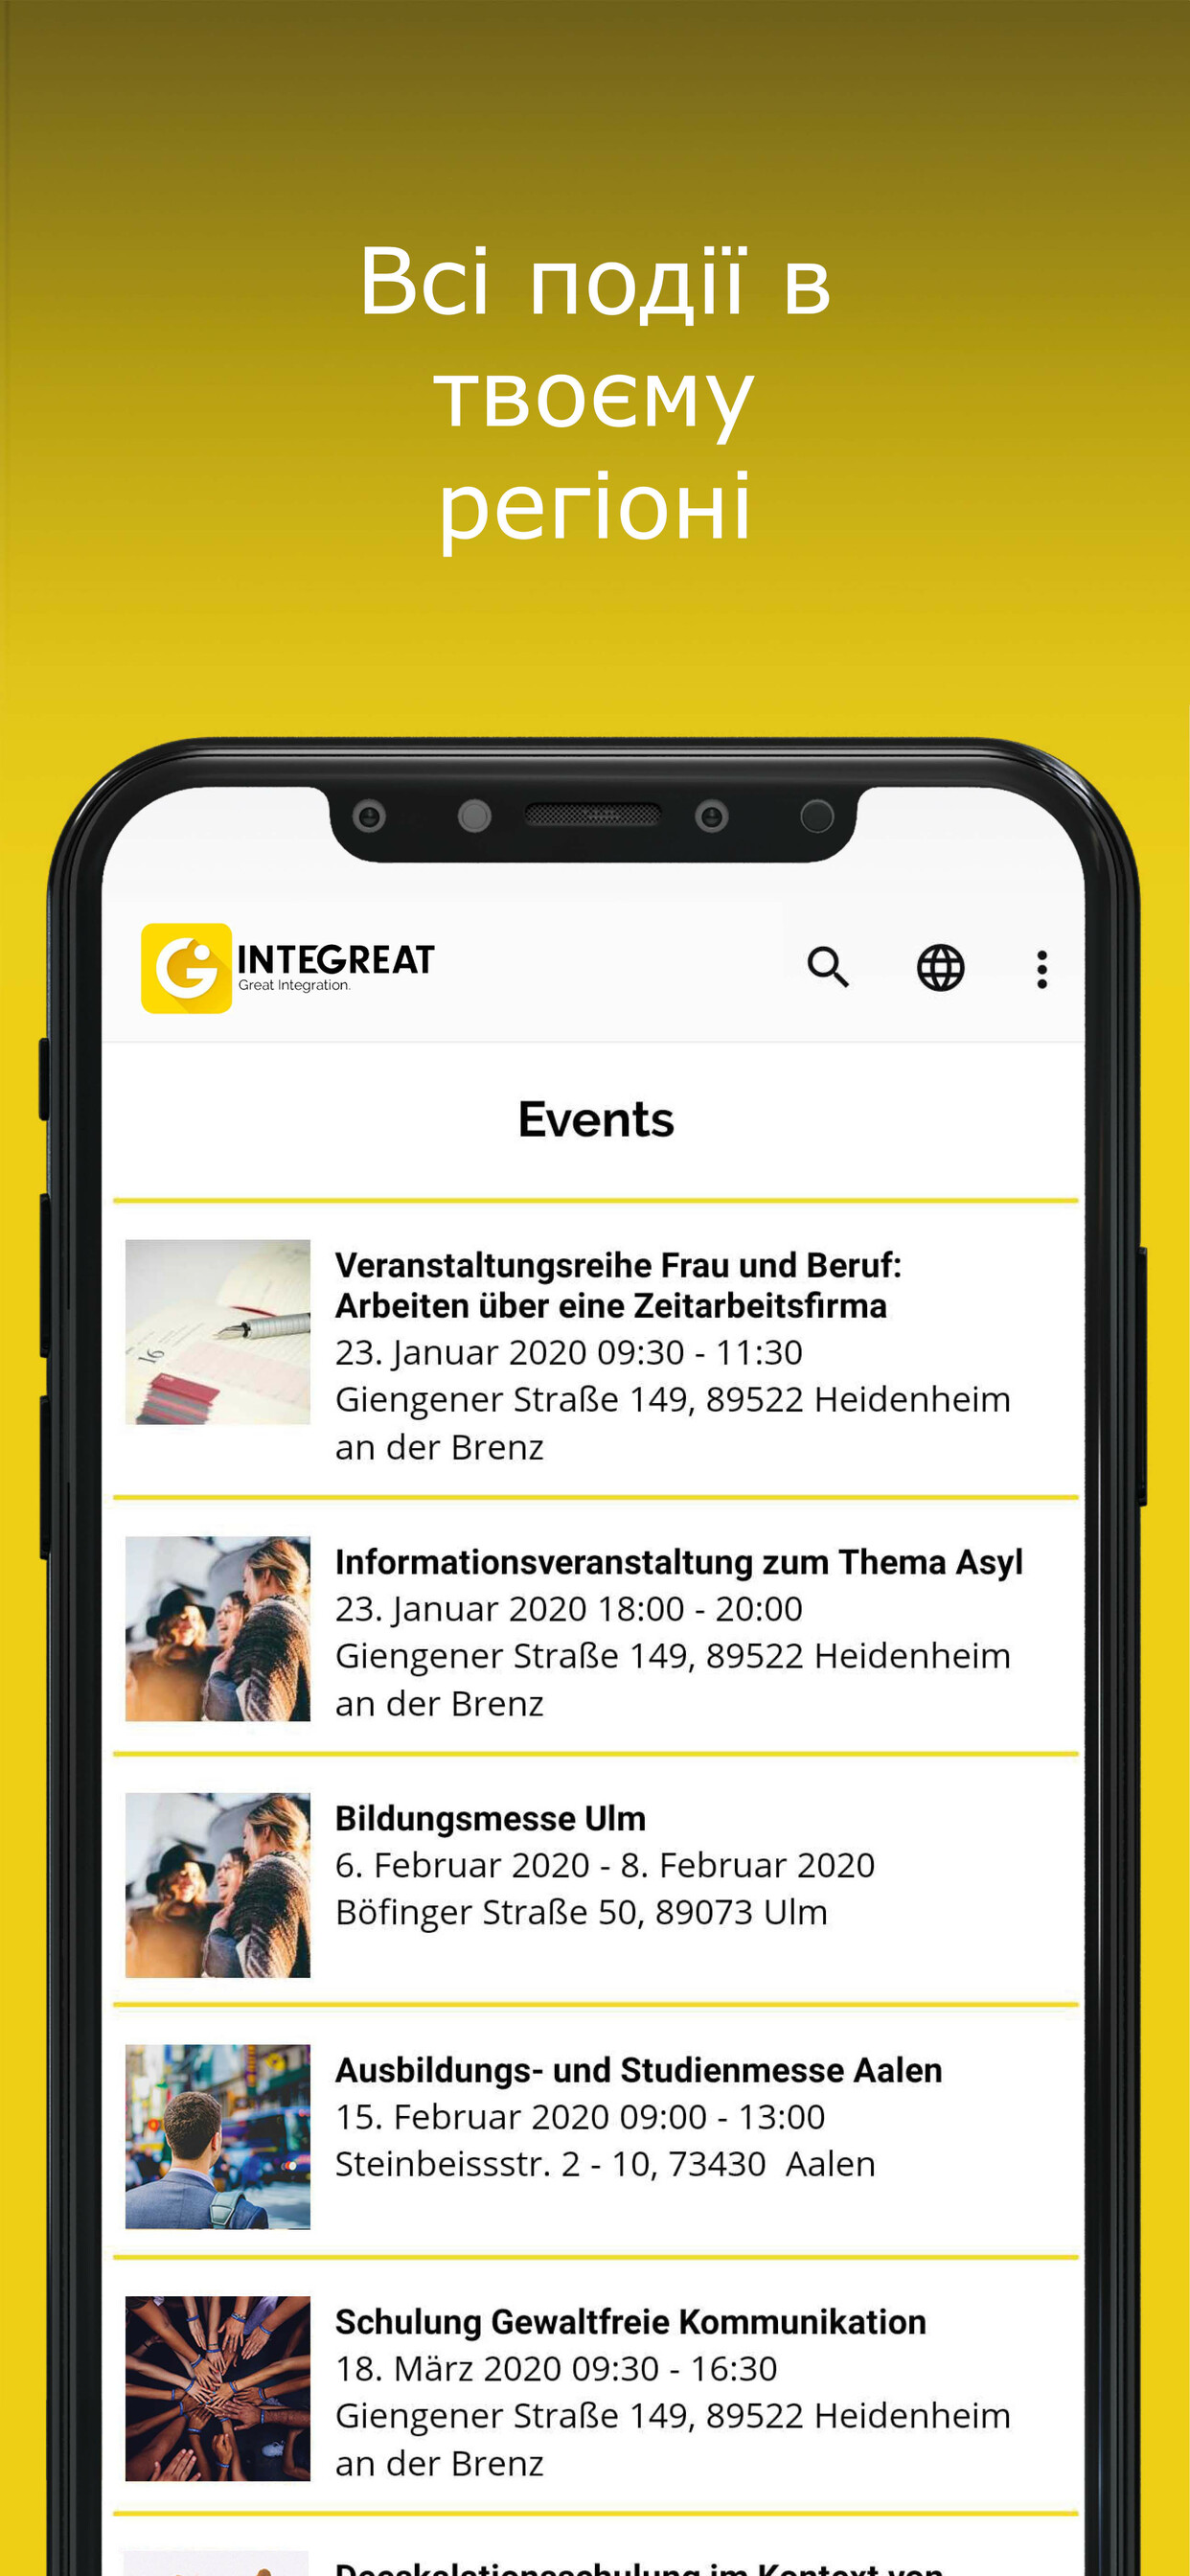 Всі події в
твоєму
регіоні
INTEGREAT
Great Integration.
Events
Veranstaltungsreihe Frau und Beruf:
Arbeiten über eine Zeitarbeitsfirma
23. Januar 2020 09:30 - 11:30
Giengener Straße 149, 89522 Heidenheim
an der Brenz
16
Informationsveranstaltung zum Thema Asyl
23. Januar 2020 18:00 - 20:00
Giengener Straße 149, 89522 Heidenheim
an der Brenz
Bildungsmesse Ulm
6. Februar 2020 - 8. Februar 2020
Böfinger Straße 50, 89073 Ulm
Ausbildungs- und Studienmesse Aalen
15. Februar 2020 09:00 - 13:00
Steinbeissstr. 2 - 10, 73430  Aalen
Schulung Gewaltfreie Kommunikation
18. März 2020 09:30 - 16:30
Giengener Straße 149, 89522 Heidenheim
an der Brenz
im Kontext von